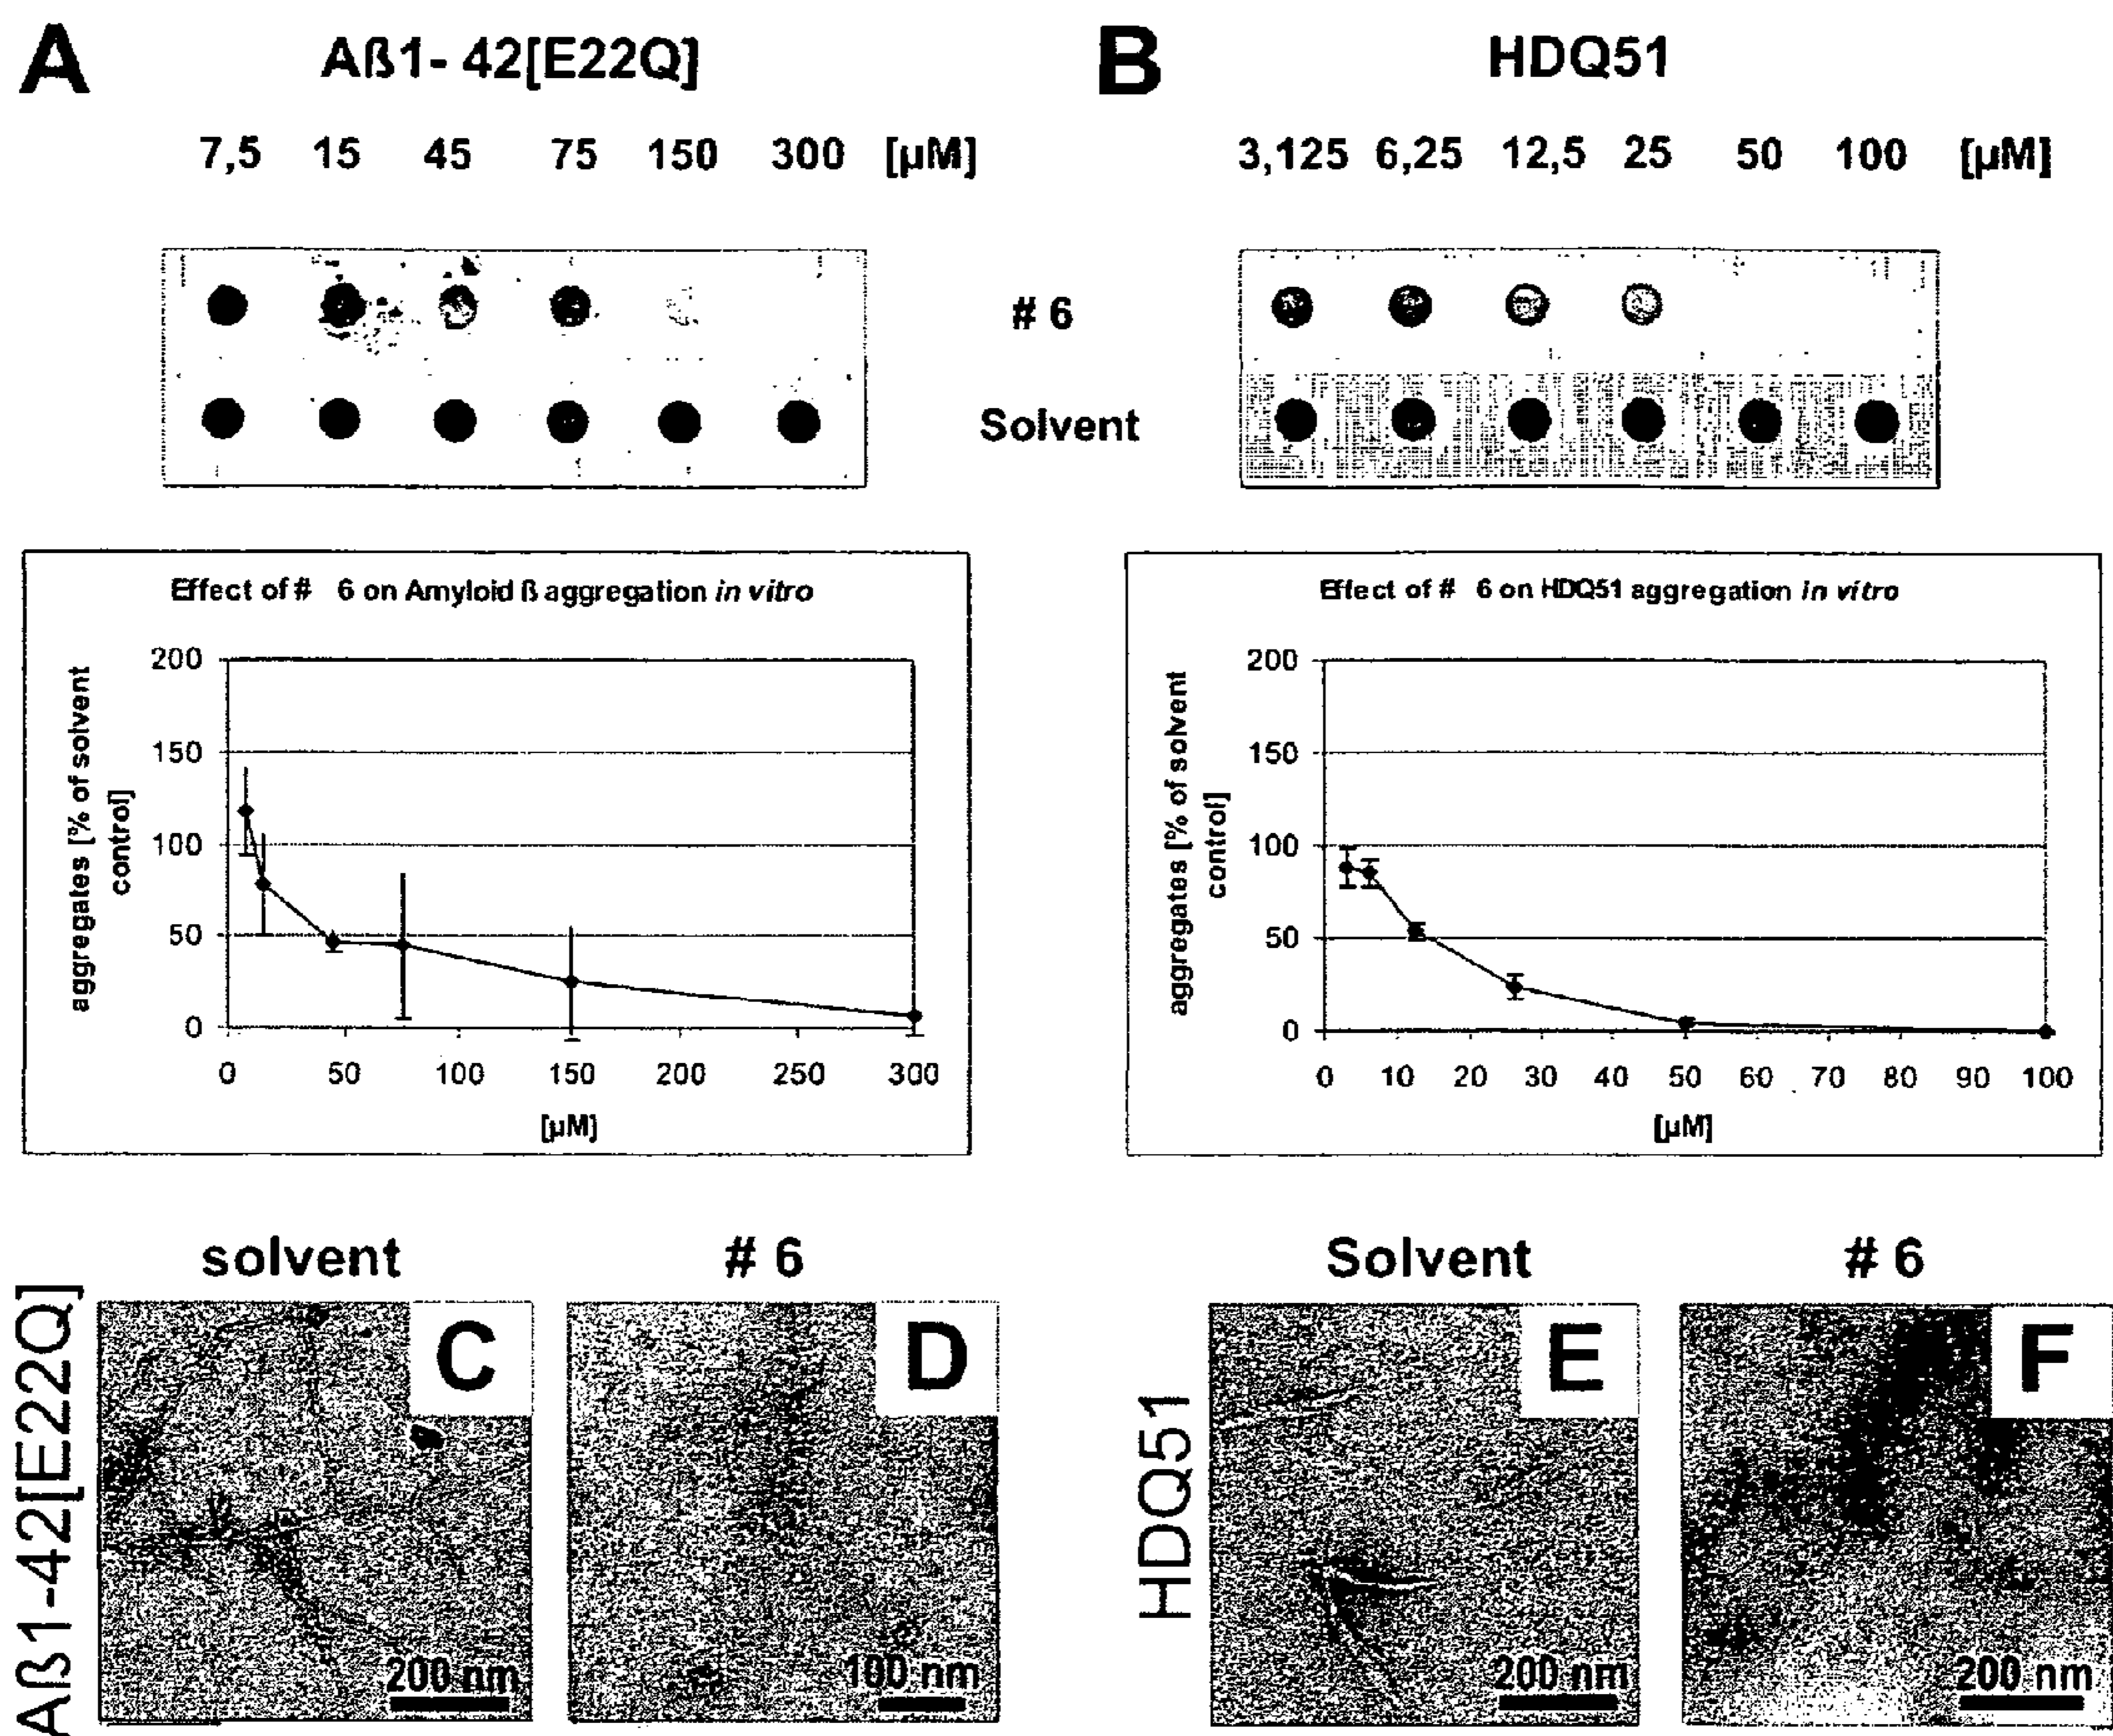 A Aß1- 42[E22Q] B HDQ51
7,5 15 45 75 150 300 [µM] 3,125 6,25 12,5 25 50 100 [µM]
# 6
Solvent
Effect of # 6 on Amyloid ß aggregation in vitro
aggregates [% of solvent
control]
200
150
100
50
0
0 50 100 150 200 250 300
[µM]
Effect of # 6 on HDQ51 aggregation in vitro
aggregates [% of solvent
control]
200
150
100
50
0
0 10 20 30 40 50 60 70 80 90 100
[µM]
solvent # 6 Solvent # 6
Aß1-42[E22Q]
C
200 nm
D
100 nm
HDQ51
E
200 nm
F
200 nm